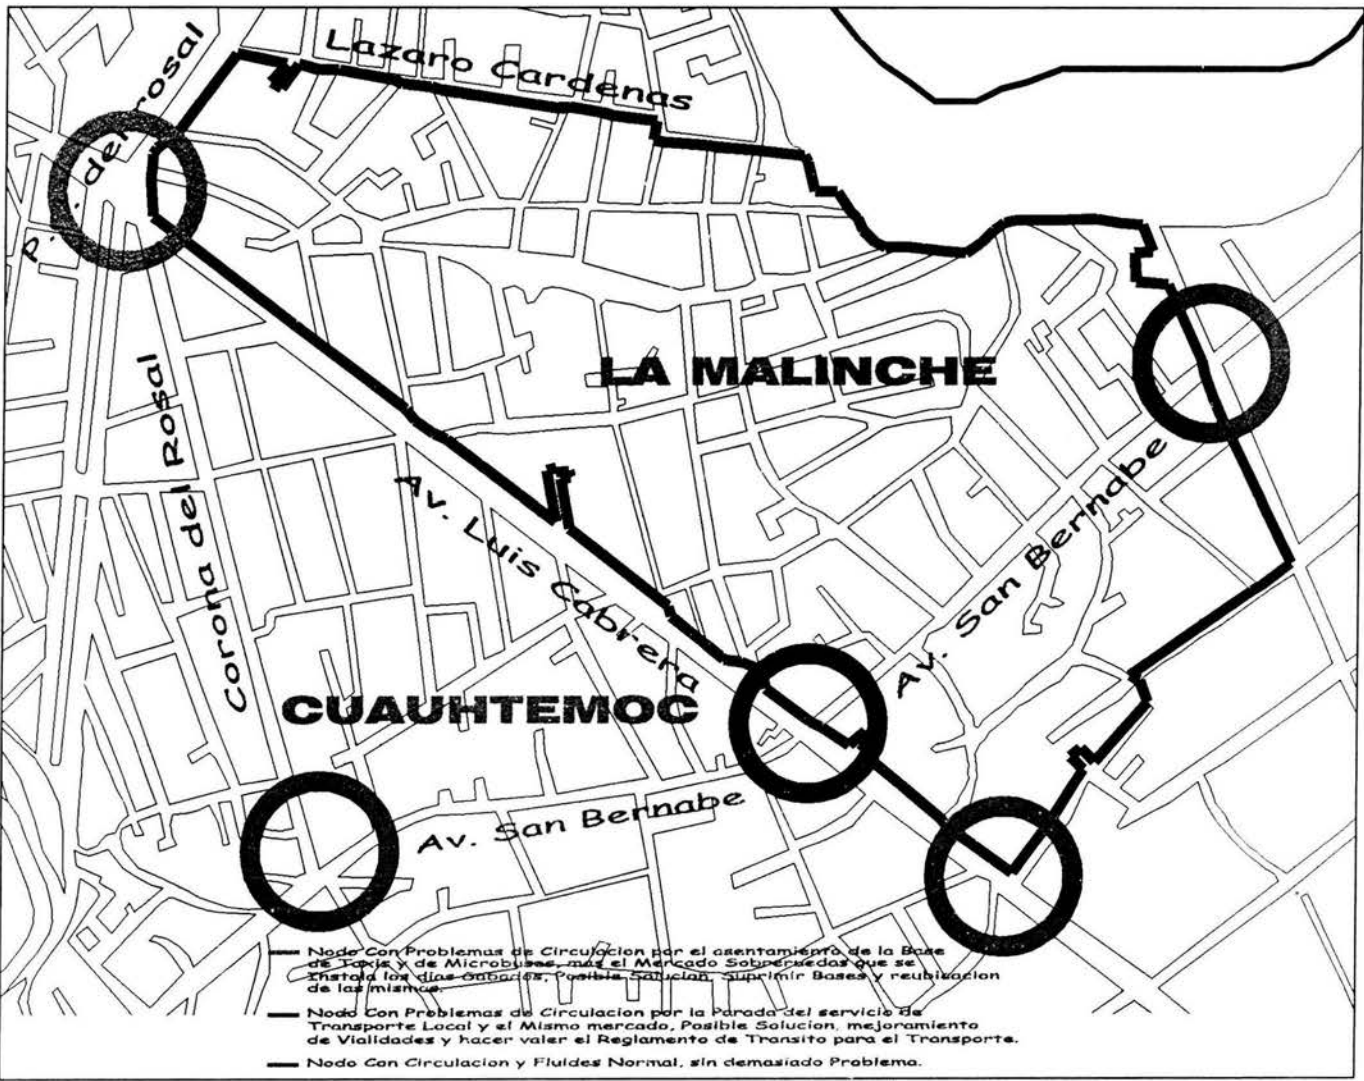 Lazaro Cardenas
P. . del rosal
LA MALINCHE
Corona del Rosal
Av. Luis Cabrera
Av. San Bernabe
CUAUHTEMOC
Av. San Bernabe
Nodo Con Problemas de Circulacion por el asentamiento de la Base
de Taxis y de Microbuses, mas el Mercado Sobreruedas que se
Instala los dias Sabados, Posible Solucion, Suprimir Bases y reubicacion
de las mismas.
Nodo Con Problemas de Circulacion por la Parada del servicio de
Transporte Local y el Mismo mercado, Posible Solucion, mejoramiento
de Vialidades y hacer valer el Reglamento de Transito para el Transporte.
Nodo Con Circulacion y Fluides Normal, sin demasiado Problema.